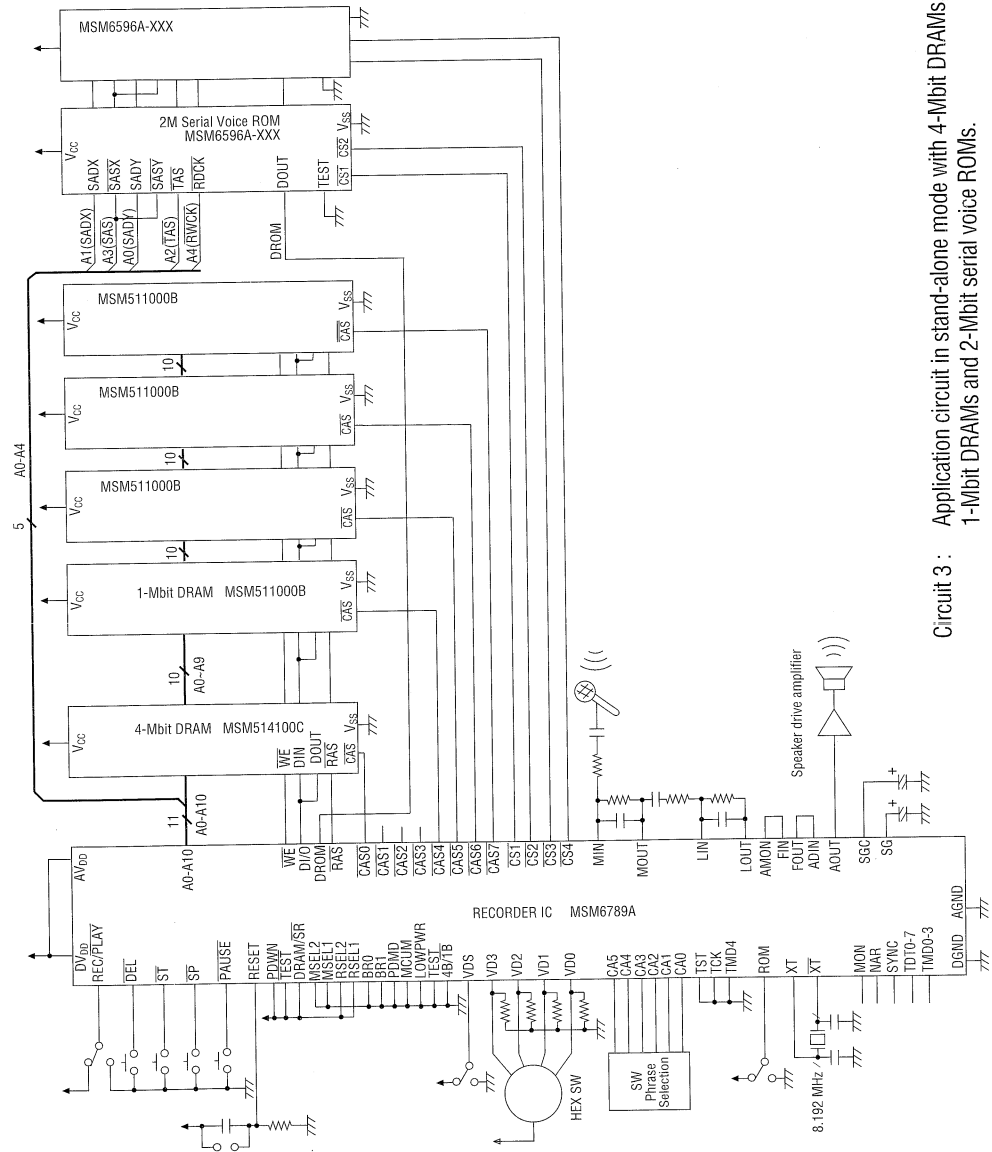 MSM6596A-XXX
2M Serial Voice ROM
MSM6596A-XXX
VCC
SADX
SASX
SADY
SASY
TAS
RDCK
DOUT
TEST
VSS
CS2
CS1
A1(SADX)
A3(SAS)
A0(SADY)
A2(TAS)
A4(RWCK)
DROM
MSM511000B
VCC
VSS
CAS
10
MSM511000B
VCC
VSS
CAS
10
MSM511000B
VCC
VSS
CAS
10
1-Mbit DRAM MSM511000B
VCC
VSS
CAS
10
A0~A9
4-Mbit DRAM MSM514100C
VCC
WE
DIN
DOUT
RAS
CAS
VSS
5
A0-A4
11
A0-A10
RECORDER IC MSM6789A
AVDD
DVDD
A0-A10
WE
DI/O
DROM
RAS
CAS0
CAS1
CAS2
CAS3
CAS4
CAS5
CAS6
CAS7
CS1
CS2
CS3
CS4
MIN
MOUT
LIN
LOUT
AMON
FIN
FOUT
ADIN
AOUT
SGC
SG
AGND
DGND
REC/PLAY
DEL
ST
SP
PAUSE
RESET
PDWN
TEST
DRAM/SR
MSEL2
MSEL1
RSEL2
RSEL1
BR0
BR1
PDMD
MCUM
LOWPWR
TEST
4B/1B
VDS
VD3
VD2
VD1
VD0
CA5
CA4
CA3
CA2
CA1
CA0
TST
TCK
TMD4
ROM
XT
XT
MON
NAR
SYNC
TDT0-7
TMD0-3
HEX SW
SW
Phrase
Selection
8.192 MHz
Speaker drive amplifier
+
+
Circuit 3 : Application circuit in stand-alone mode with 4-Mbit DRAMs
1-Mbit DRAMs and 2-Mbit serial voice ROMs.